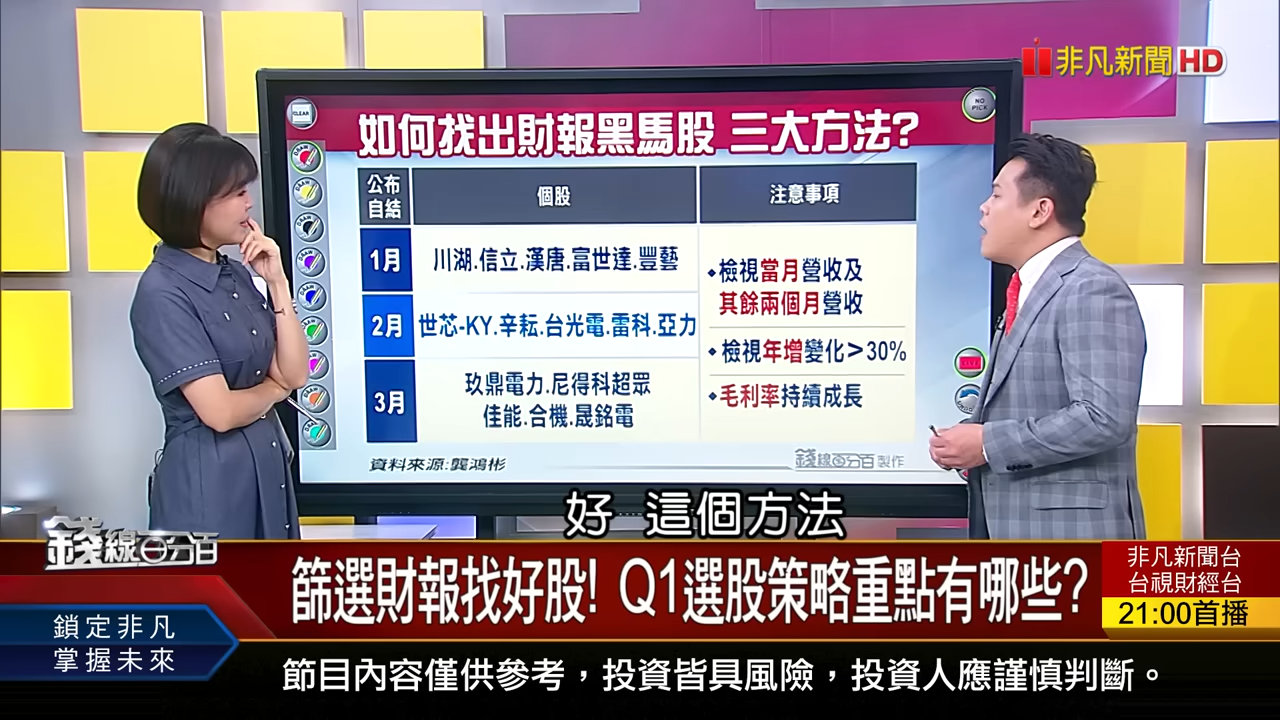 非凡新聞HD
CLEAR
NO
PICK
如何找出財報黑馬股 三大方法?
公布
自結
個股
注意事項
1月
川湖.信立.漢唐.富世達.豐藝
2月
世芯-KY.辛耘.台光電.雷科.亞力
3月
玖鼎電力.尼得科超眾
佳能.合機.晟銘電
◆檢視當月營收及
其餘兩個月營收
◆檢視年增變化>30%
◆毛利率持續成長
資料來源:龔鴻彬
錢線百分百製作
好 這個方法
錢線百分百
篩選財報找好股! Q1選股策略重點有哪些?
非凡新聞台
台視財經台
21:00首播
鎖定非凡
掌握未來
節目內容僅供參考，投資皆具風險，投資人應謹慎判斷。